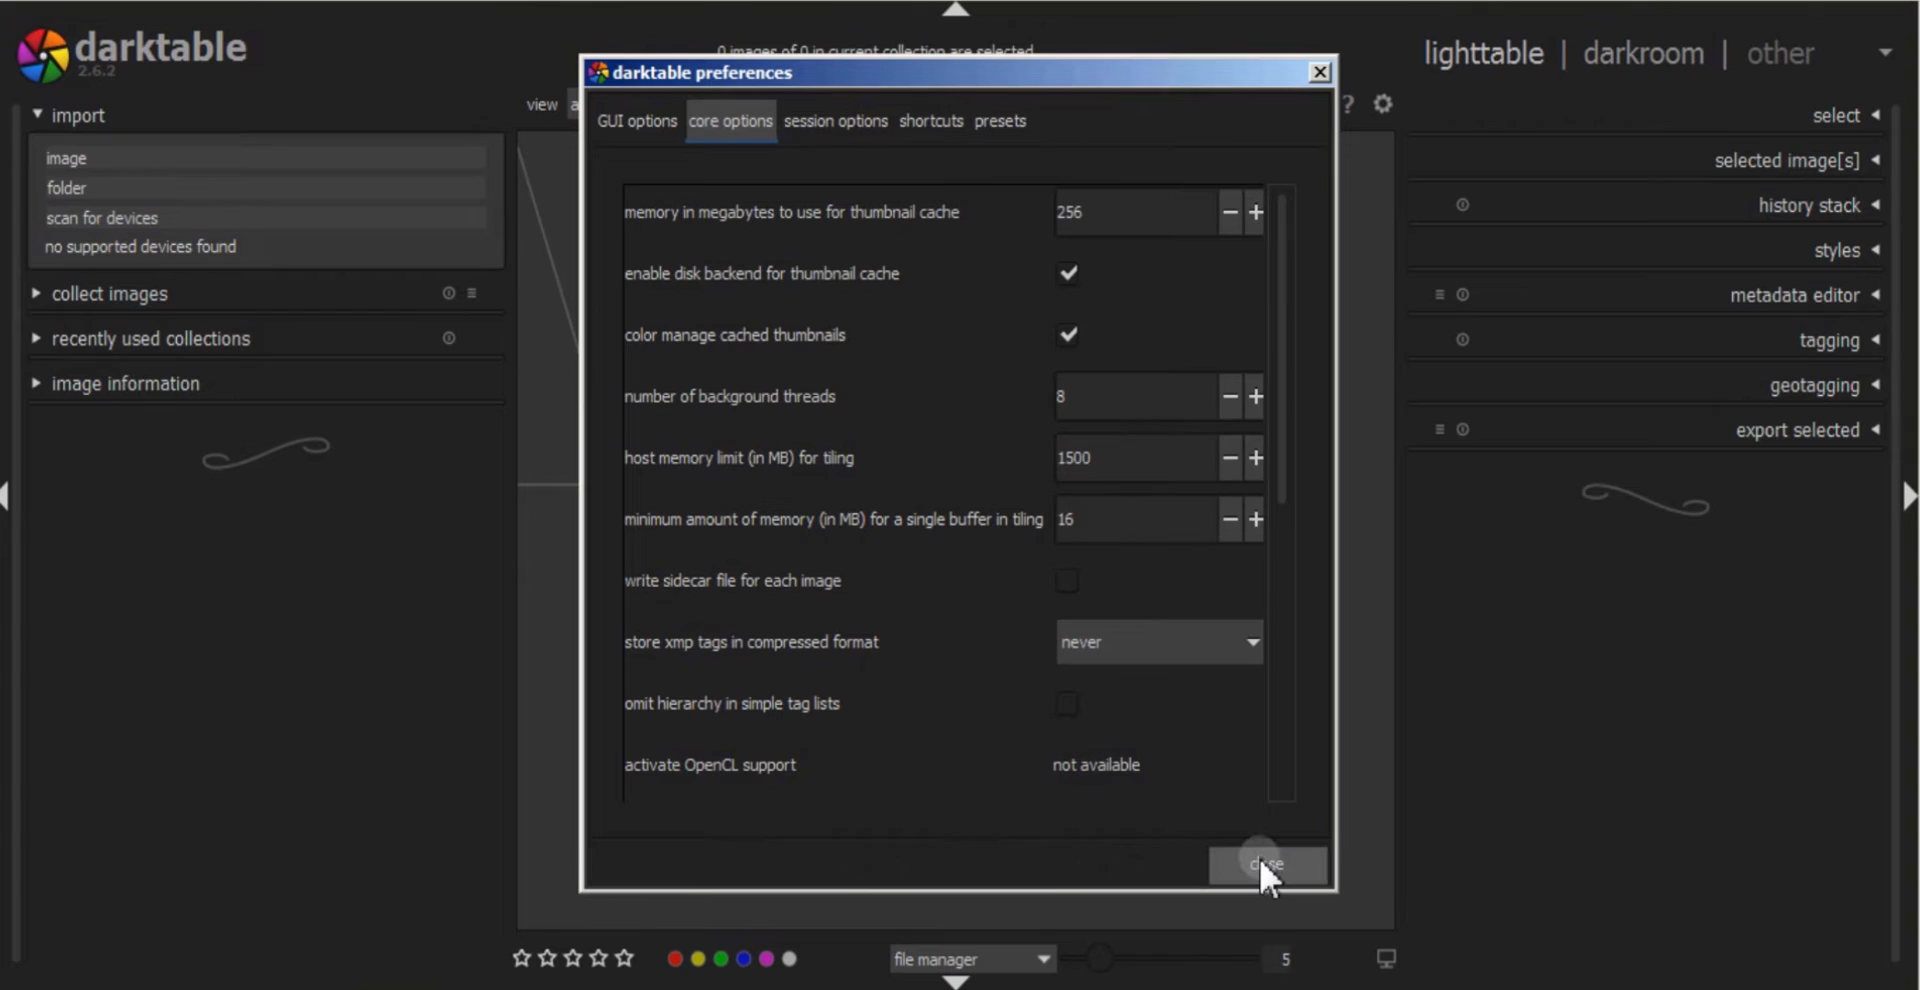 darktable
2.6.2
0 images of 0 in current collection are selected
lighttable | darkroom | other
darktable preferences
view
?
import
image
folder
scan for devices
no supported devices found
collect images
recently used collections
image information
GUI options core options session options shortcuts presets
memory in megabytes to use for thumbnail cache 256
enable disk backend for thumbnail cache
color manage cached thumbnails
number of background threads 8
host memory limit (in MB) for tiling 1500
minimum amount of memory (in MB) for a single buffer in tiling 16
write sidecar file for each image
store xmp tags in compressed format never
omit hierarchy in simple tag lists
activate OpenCL support not available
close
select
selected image[s]
history stack
styles
metadata editor
tagging
geotagging
export selected
file manager
5